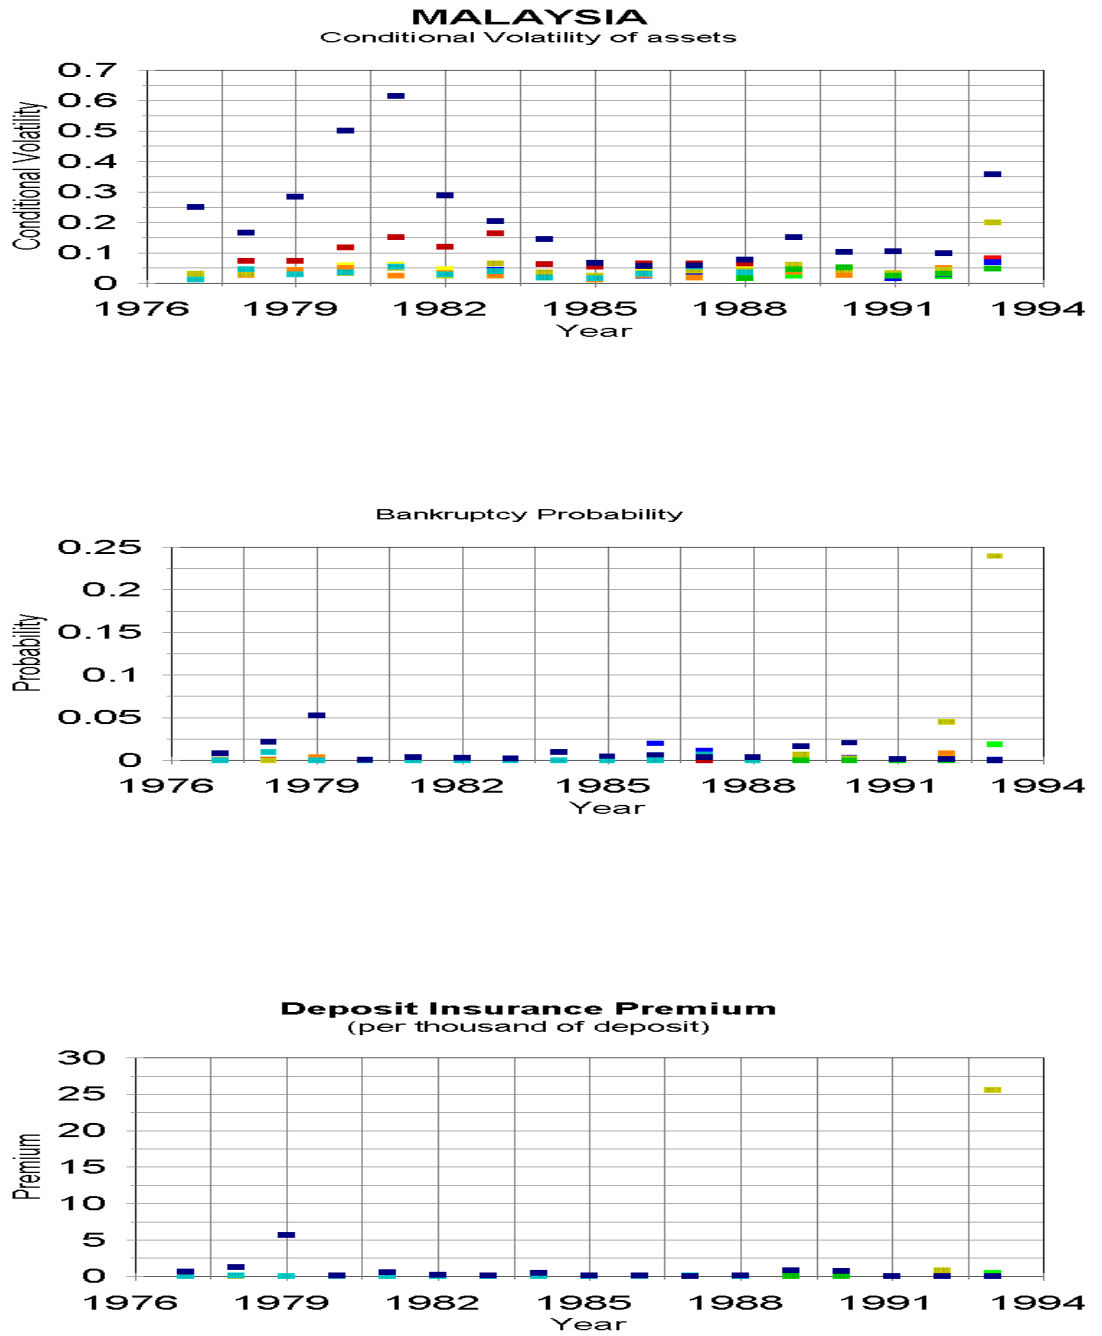 MALAYSIA
Conditional Volatility of assets
0.7
0.6
0.5
0.4
0.3
0.2
0.1
0
Conditional Volatility
1976 1979 1982 1985 1988 1991 1994
Year
Bankruptcy Probability
0.25
0.2
0.15
0.1
0.05
0
Probability
1976 1979 1982 1985 1988 1991 1994
Year
Deposit Insurance Premium
(per thousand of deposit)
30
25
20
15
10
5
0
Premium
1976 1979 1982 1985 1988 1991 1994
Year